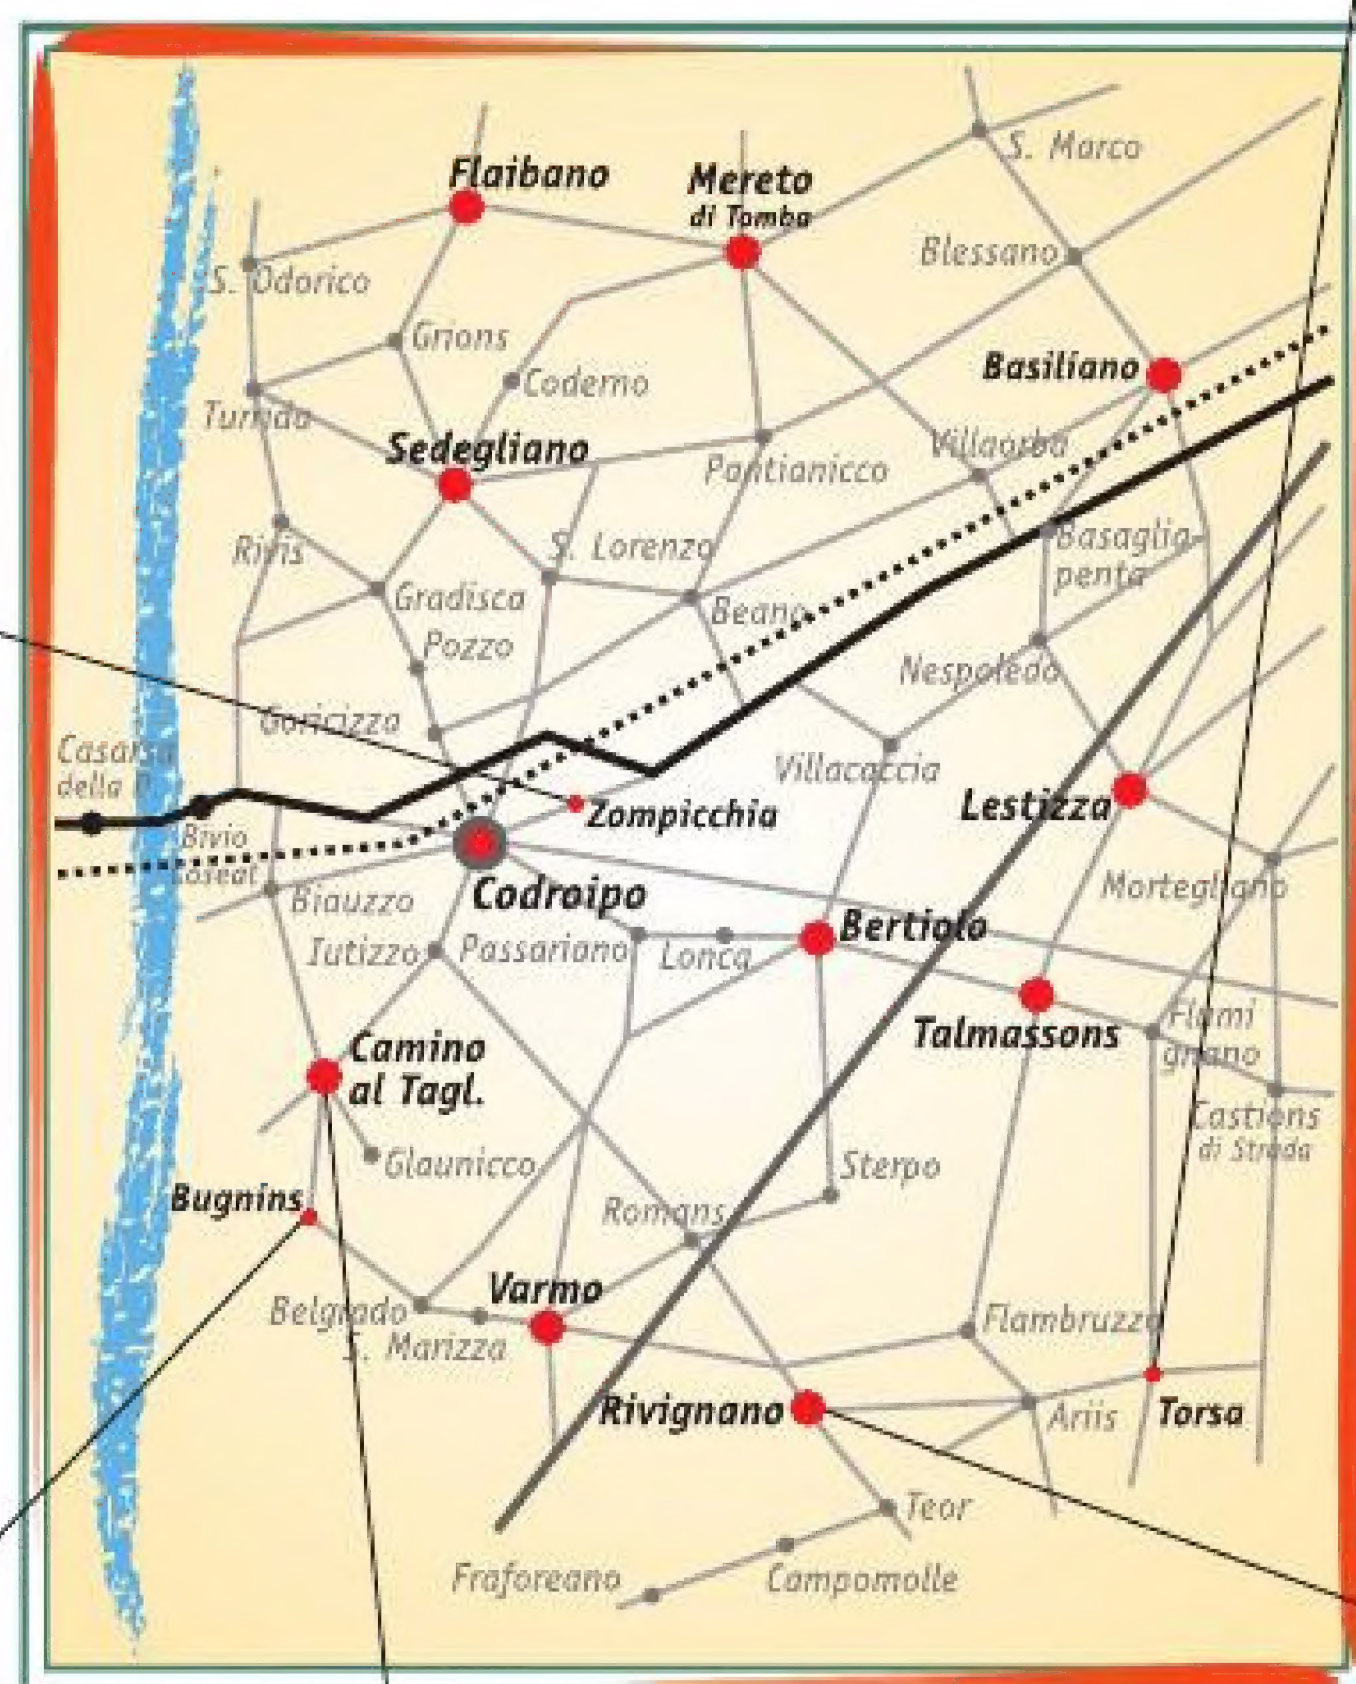 S. Marco
Flaibano
Mereto
di Tomba
Blessano
S. Odorico
Grions
Basiliano
Coderno
Turrida
Villaorba
Sedegliano
Pantianicco
Rivis
S. Lorenzo
Basaglia
penta
Gradisca
Beano
Pozzo
Nespoledo
Goricizza
Casarsa
della D.
Villacaccia
Zompicchia
Lestizza
Bivio
Coseat
Biauzzo
Codroipo
Mortegliano
Bertiolo
Iutizzo
Passariano
Lonca
Flami
gnano
Talmassons
Camino
al Tagl.
Castions
di Strada
Glaunicco
Sterpo
Bugnins
Romans
Varmo
Belgrado
S. Marizza
Flambruzzo
Rivignano
Ariis
Torsa
Teor
Fraforeano
Campomolle